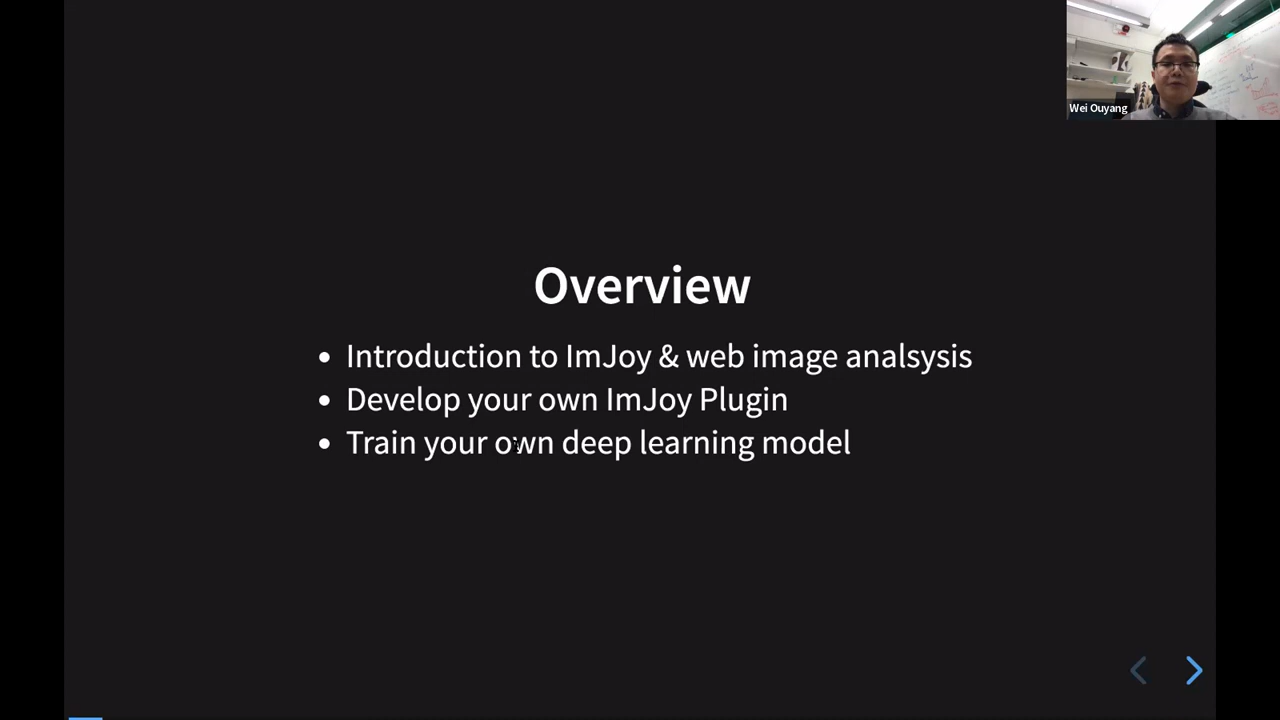 Wei Ouyang
Overview
• Introduction to ImJoy & web image analsysis
• Develop your own ImJoy Plugin
• Train your own deep learning model